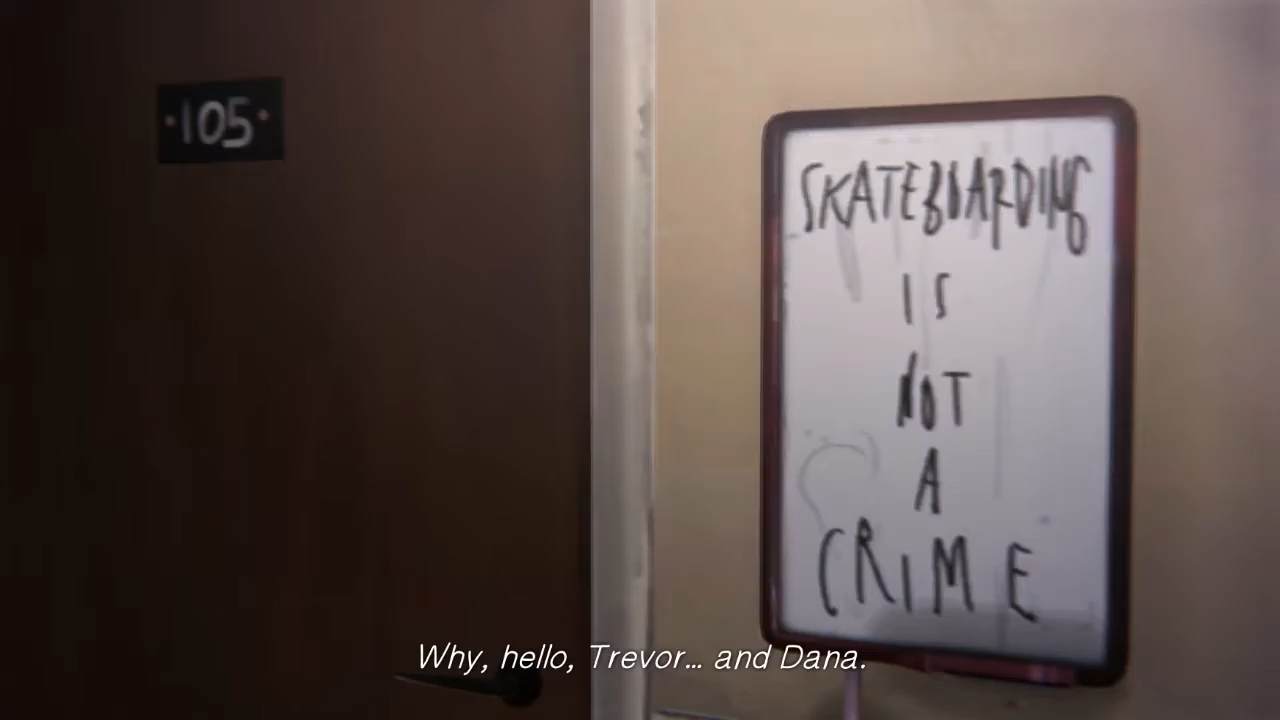 105
SKATEBOARDING
IS
NOT
A
CRIME
Why, hello, Trevor... and Dana.